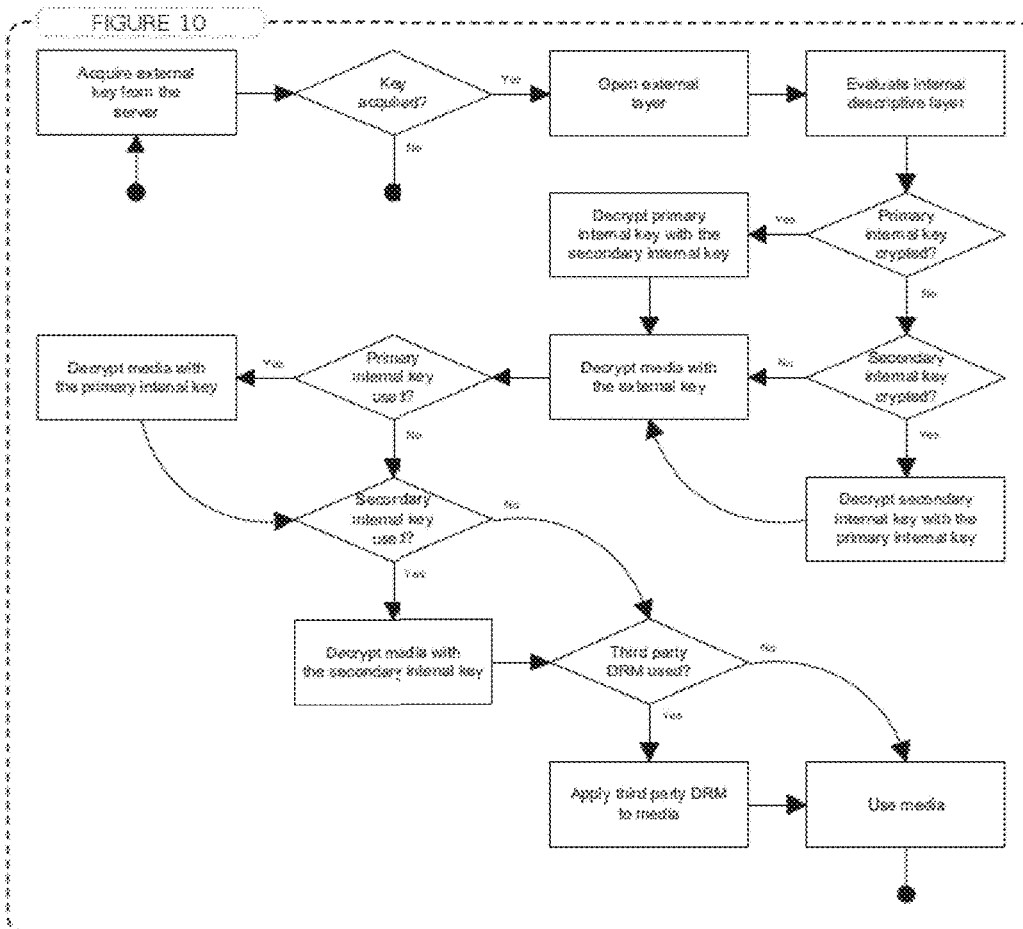 FIGURE 10
Acquire external
key from the
server
Key
acquired?
Yes
No
Open external
layer
Evaluate internal
descriptive layer
Primary
internal key
crypted?
Yes
No
Decrypt primary
internal key with the
secondary internal key
Secondary
internal key
crypted?
No
Yes
Decrypt media with
the external key
Primary
internal key
used?
Yes
No
Decrypt media with
the primary internal key
Decrypt secondary
internal key with the
primary internal key
Secondary
internal key
used?
No
Yes
Decrypt media with
the secondary internal key
Third party
DRM used?
No
Yes
Apply third party DRM
to media
Use media